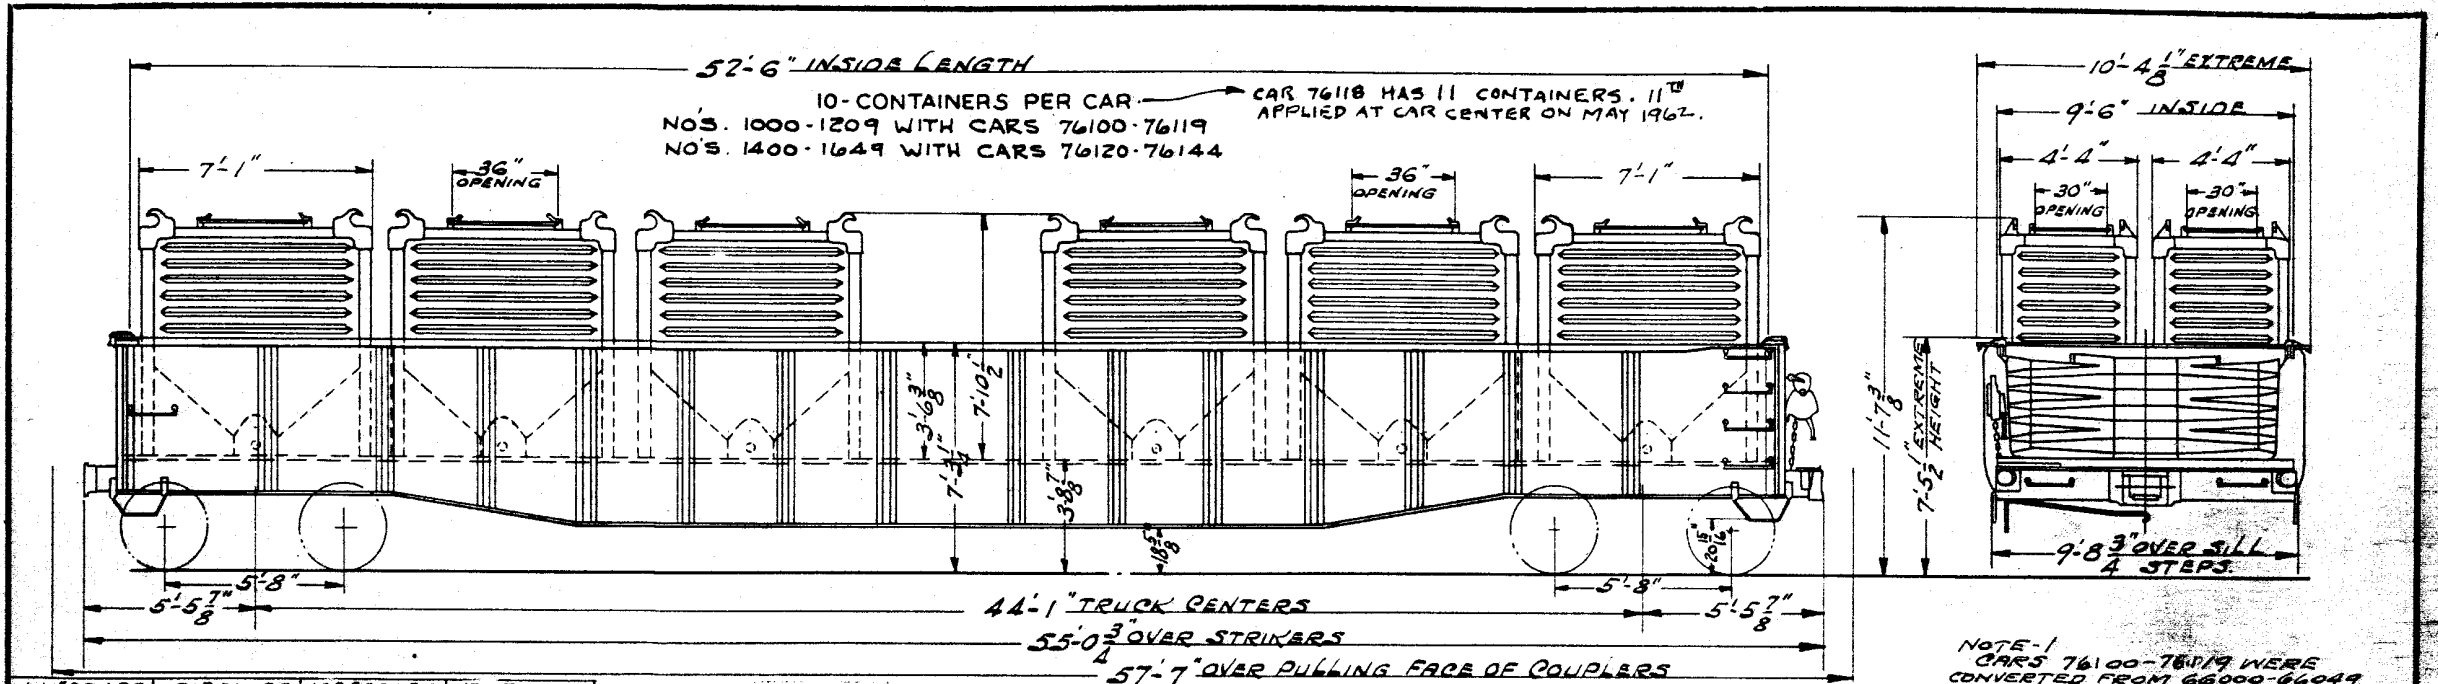 52'-6" INSIDE LENGTH
10-CONTAINERS PER CAR
CAR 76118 HAS 11 CONTAINERS. 11TH
APPLIED AT CAR CENTER ON MAY 1962.
NO'S. 1000-1209 WITH CARS 76100-76119
NO'S. 1400-1649 WITH CARS 76120-76144
10'-4 1/8" EXTREME
9'-6" INSIDE
7'-1"
36"
OPENING
36"
OPENING
7'-1"
4'-4"
4'-4"
30"
OPENING
30"
OPENING
3'-6 3/8"
7'-10 1/2"
7'-3 1/4"
3'-8 7/8"
18 5/8"
20 15/16"
11'-7 3/8"
7'-5 1/2" EXTREME
HEIGHT
9'-8 3/4" OVER SILL
STEPS.
5'-8"
5'-8"
5'-5 7/8"
44'-1" TRUCK CENTERS
5'-5 7/8"
55'-0 3/4" OVER STRIKERS
57'-7" OVER PULLING FACE OF COUPLERS
NOTE-1
CARS 76100-76119 WERE
CONVERTED FROM 66000-66049